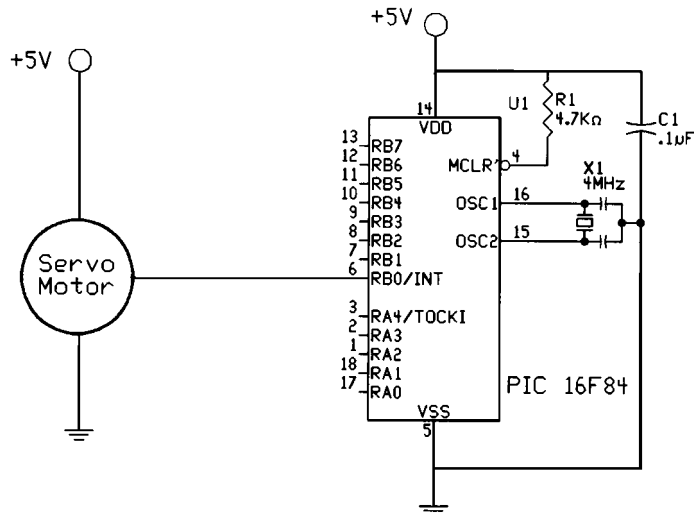 +5V
+5V
14
VDD
U1
R1
4.7KΩ
C1
.1µF
13 RB7
12 RB6
11 RB5
10 RB4
9 RB3
8 RB2
7 RB1
6 RB0/INT
3 RA4/TOCKI
2 RA3
1 RA2
18 RA1
17 RA0
MCLR' 4
OSC1 16
OSC2 15
X1
4MHz
Servo
Motor
PIC 16F84
VSS
5